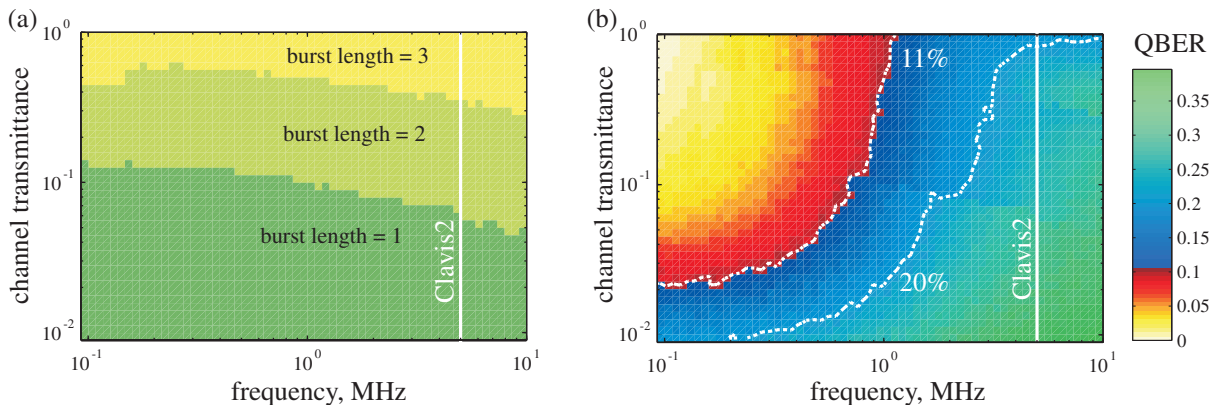 (a)
10^0
10^-1
10^-2
channel transmittance
burst length = 3
burst length = 2
burst length = 1
Clavis2
10^-1
10^0
10^1
frequency, MHz
(b)
10^0
10^-1
10^-2
channel transmittance
11%
20%
Clavis2
10^-1
10^0
10^1
frequency, MHz
QBER
0.35
0.3
0.25
0.2
0.15
0.1
0.05
0